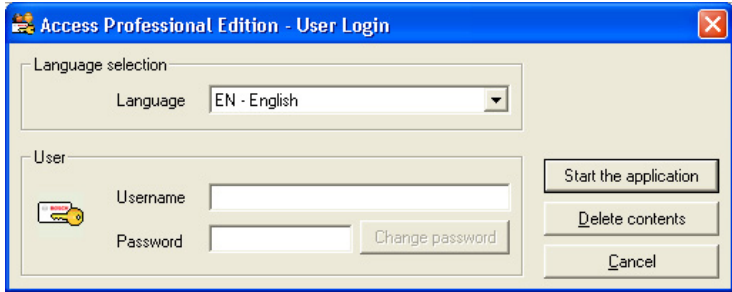 Access Professional Edition - User Login
Language selection
Language
EN - English
User
Username
Password
Change password
Start the application
Delete contents
Cancel